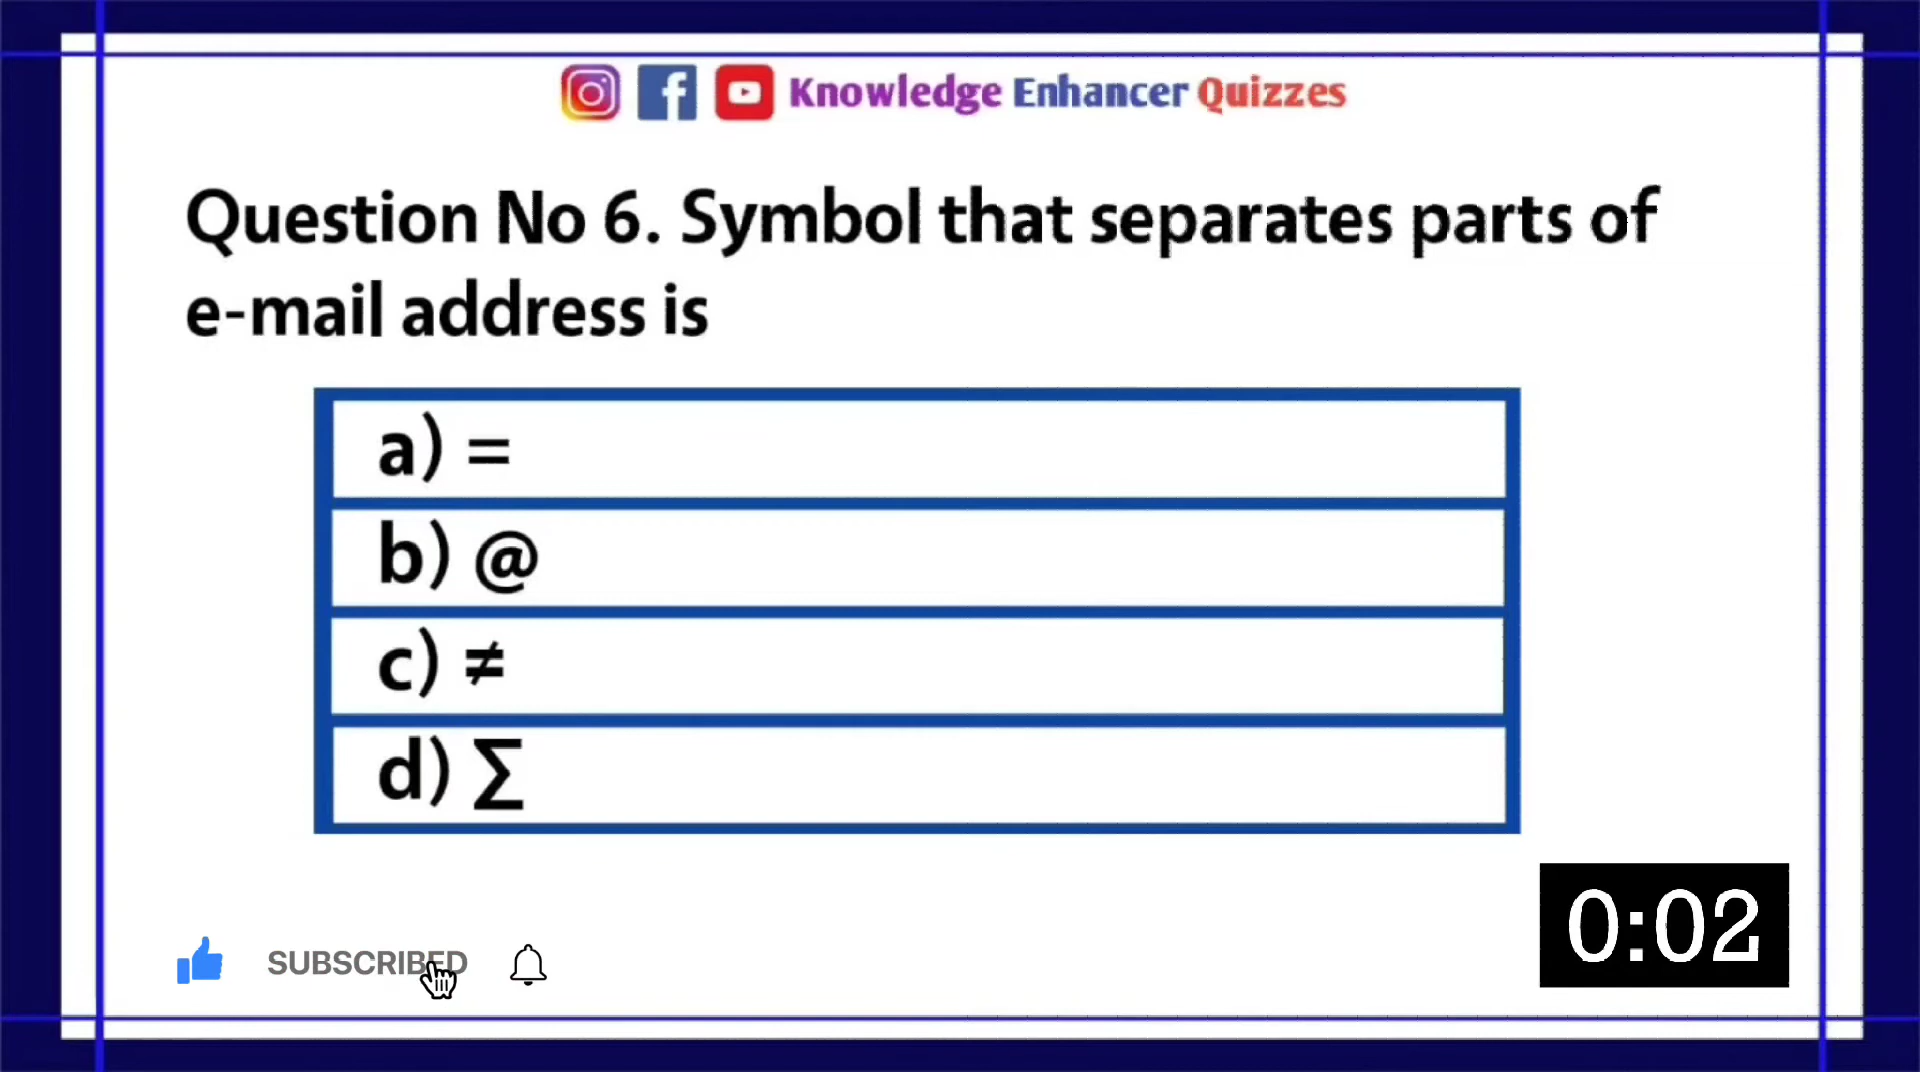 Knowledge Enhancer Quizzes
Question No 6. Symbol that separates parts of
e-mail address is
a) =
b) @
c) ≠
d) ∑
SUBSCRIBED
0:02